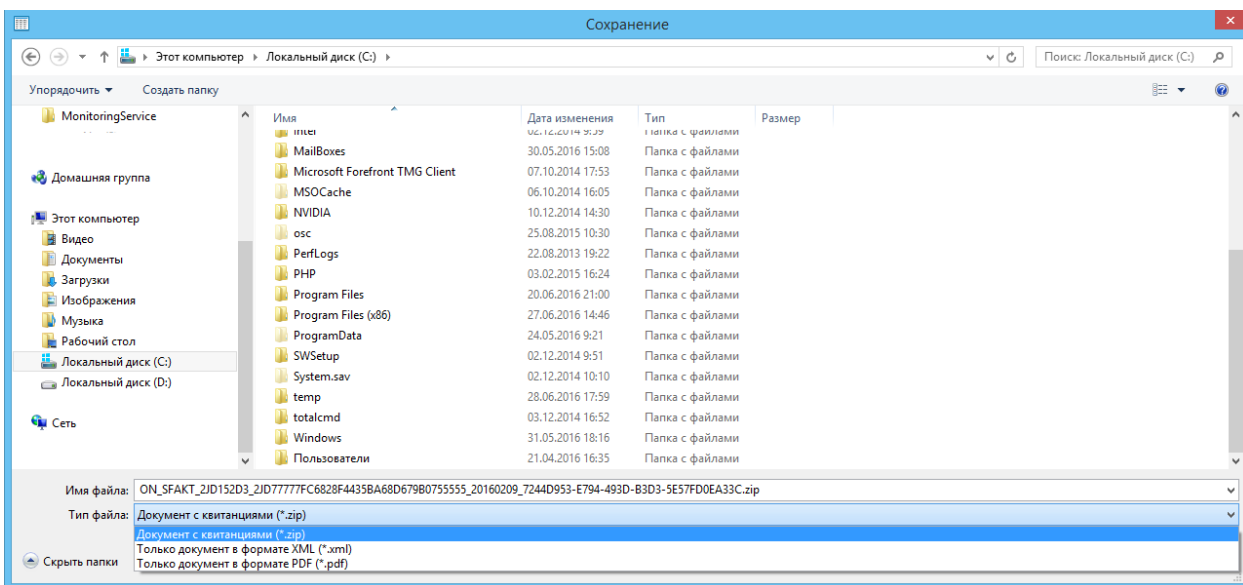 Сохранение
Этот компьютер Локальный диск (C:) Поиск: Локальный диск (C:)
Упорядочить Создать папку
MonitoringService
Домашняя группа
Этот компьютер
Видео
Документы
Загрузки
Изображения
Музыка
Рабочий стол
Локальный диск (C:)
Локальный диск (D:)
Сеть
Имя Дата изменения Тип Размер
Intel 02.12.2014 9:59 Папка с файлами
MailBoxes 30.05.2016 15:08 Папка с файлами
Microsoft Forefront TMG Client 07.10.2014 17:53 Папка с файлами
MSOCache 06.10.2014 16:05 Папка с файлами
NVIDIA 10.12.2014 14:30 Папка с файлами
osc 25.08.2015 10:30 Папка с файлами
PerfLogs 22.08.2013 19:22 Папка с файлами
PHP 03.02.2015 16:24 Папка с файлами
Program Files 20.06.2016 21:00 Папка с файлами
Program Files (x86) 27.06.2016 14:46 Папка с файлами
ProgramData 24.05.2016 9:21 Папка с файлами
SWSetup 02.12.2014 9:51 Папка с файлами
System.sav 02.12.2014 10:10 Папка с файлами
temp 28.06.2016 17:59 Папка с файлами
totalcmd 03.12.2014 16:52 Папка с файлами
Windows 31.05.2016 18:16 Папка с файлами
Пользователи 21.04.2016 16:35 Папка с файлами
Имя файла: ON_SFAKT_2JD152D3_2JD77777FC6828F4435BA68D679B0755555_20160209_7244D953-E794-493D-B3D3-5E57FD0EA33C.zip
Тип файла: Документ с квитанциями (*.zip)
Документ с квитанциями (*.zip)
Только документ в формате XML (*.xml)
Только документ в формате PDF (*.pdf)
Скрыть папки